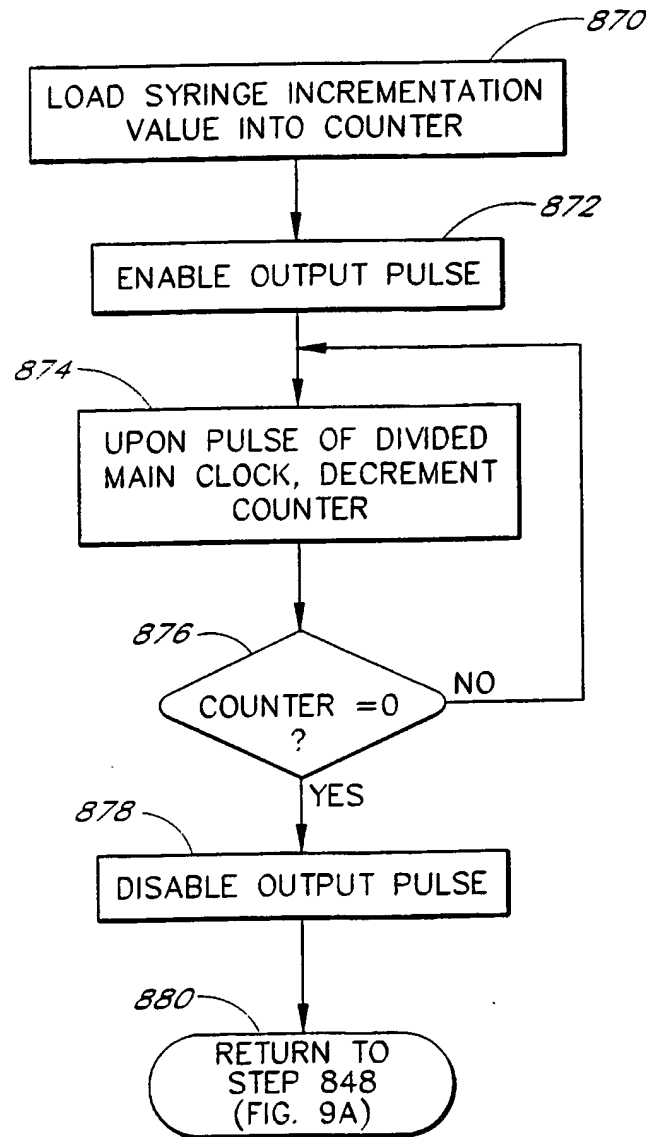 870
LOAD SYRINGE INCREMENTATION
VALUE INTO COUNTER
872
ENABLE OUTPUT PULSE
874
UPON PULSE OF DIVIDED
MAIN CLOCK, DECREMENT
COUNTER
876
COUNTER =0
?
NO
YES
878
DISABLE OUTPUT PULSE
880
RETURN TO
STEP 848
(FIG. 9A)